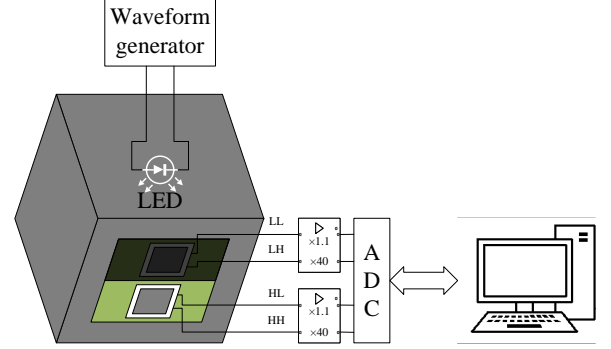 Waveform
generator
LED
LL
×1.1
LH
×40
A
D
C
HL
×1.1
HH
×40